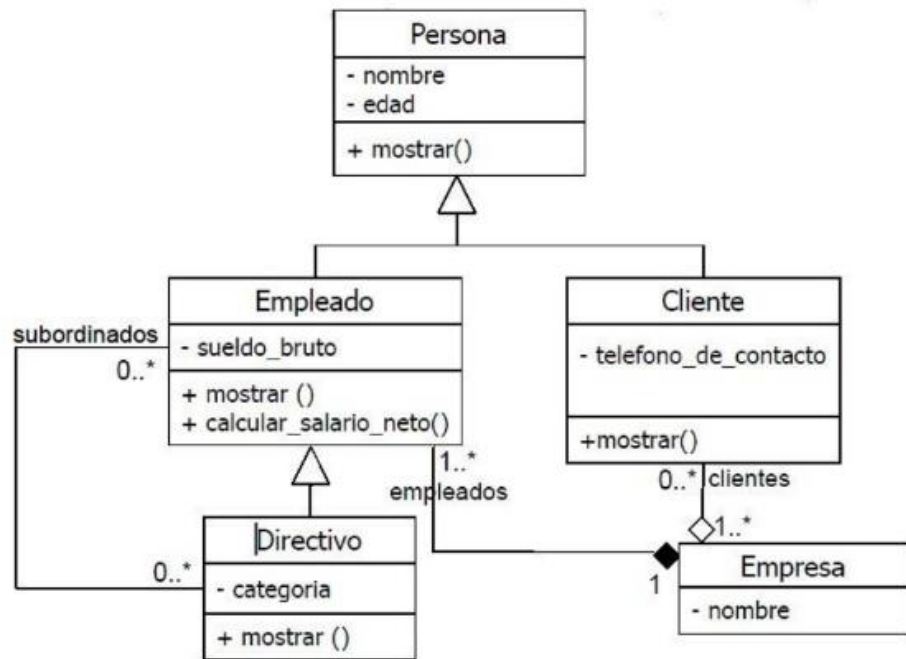 Persona
- nombre
- edad
+ mostrar()
Empleado
- sueldo_bruto
+ mostrar ()
+ calcular_salario_neto()
Cliente
- telefono_de_contacto
+mostrar()
subordinados
0..*
1..*
empleados
0..* clientes
1..*
Directivo
- categoria
+ mostrar ()
0..*
1
Empresa
- nombre